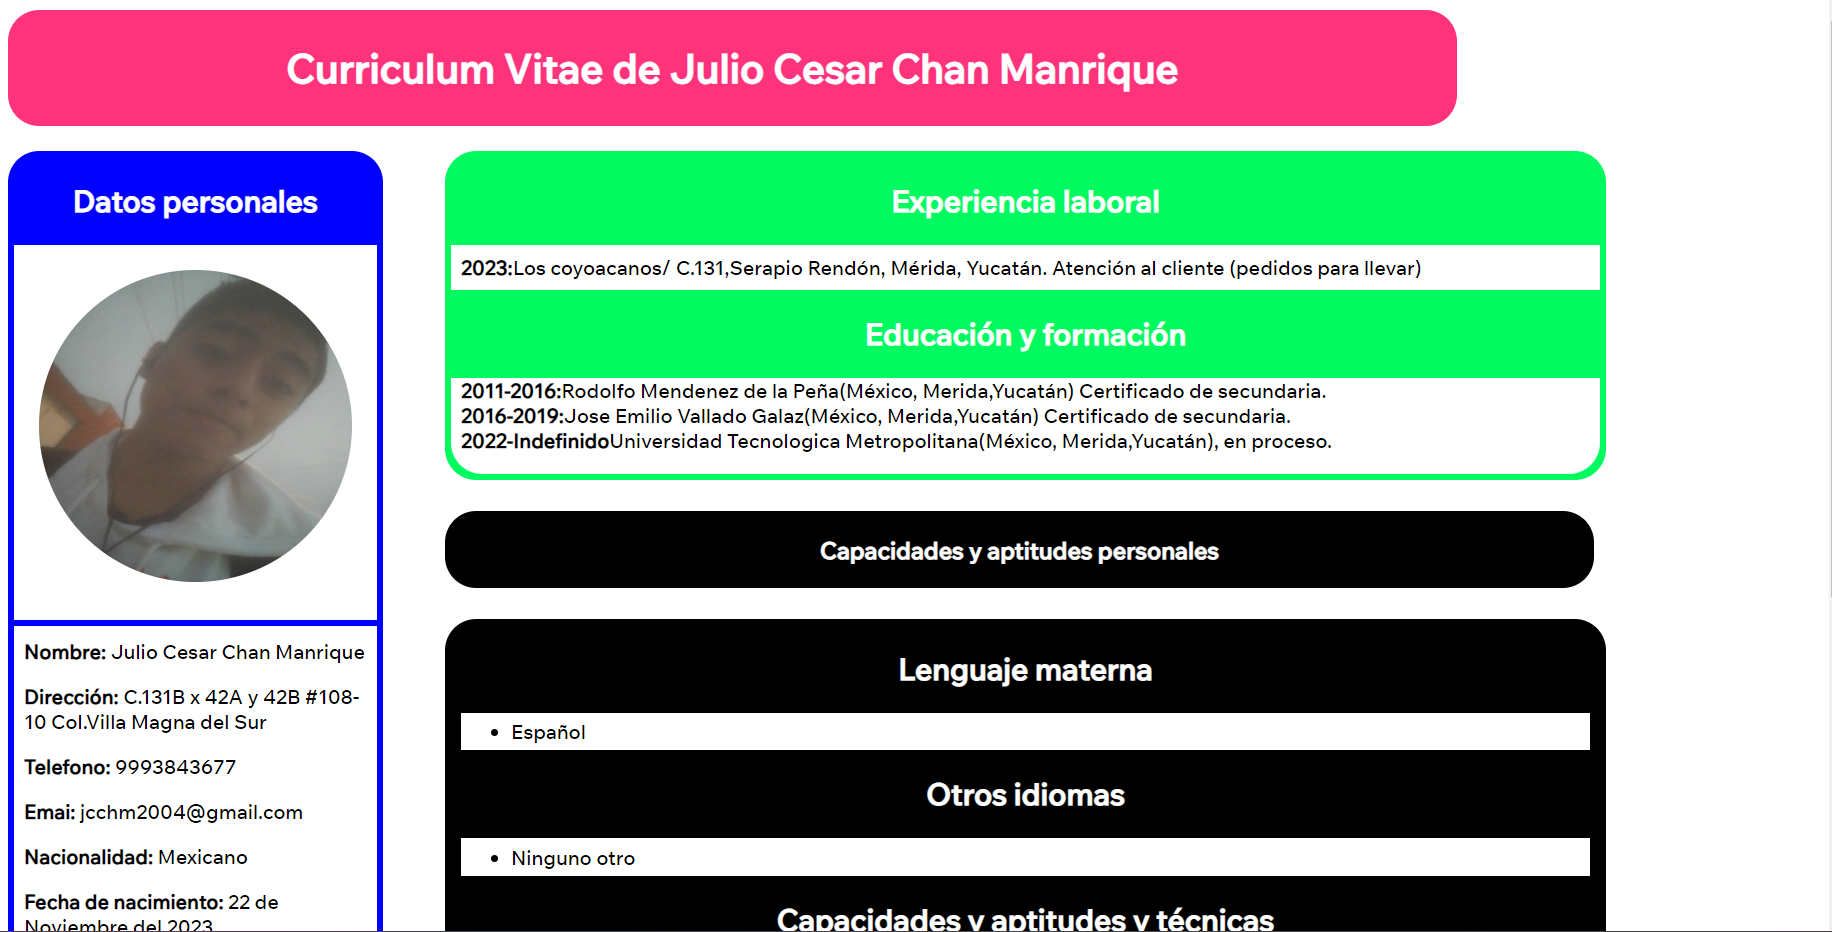 Curriculum Vitae de Julio Cesar Chan Manrique
Datos personales
Nombre: Julio Cesar Chan Manrique
Dirección: C.131B x 42A y 42B #108-
10 Col.Villa Magna del Sur
Telefono: 9993843677
Emai: jcchm2004@gmail.com
Nacionalidad: Mexicano
Fecha de nacimiento: 22 de
Noviembre del 2023
Experiencia laboral
2023:Los coyoacanos/ C.131,Serapio Rendón, Mérida, Yucatán. Atención al cliente (pedidos para llevar)
Educación y formación
2011-2016:Rodolfo Mendenez de la Peña(México, Merida,Yucatán) Certificado de secundaria.
2016-2019:Jose Emilio Vallado Galaz(México, Merida,Yucatán) Certificado de secundaria.
2022-IndefinidoUniversidad Tecnologica Metropolitana(México, Merida,Yucatán), en proceso.
Capacidades y aptitudes personales
Lenguaje materna
Español
Otros idiomas
Ninguno otro
Capacidades y aptitudes y técnicas